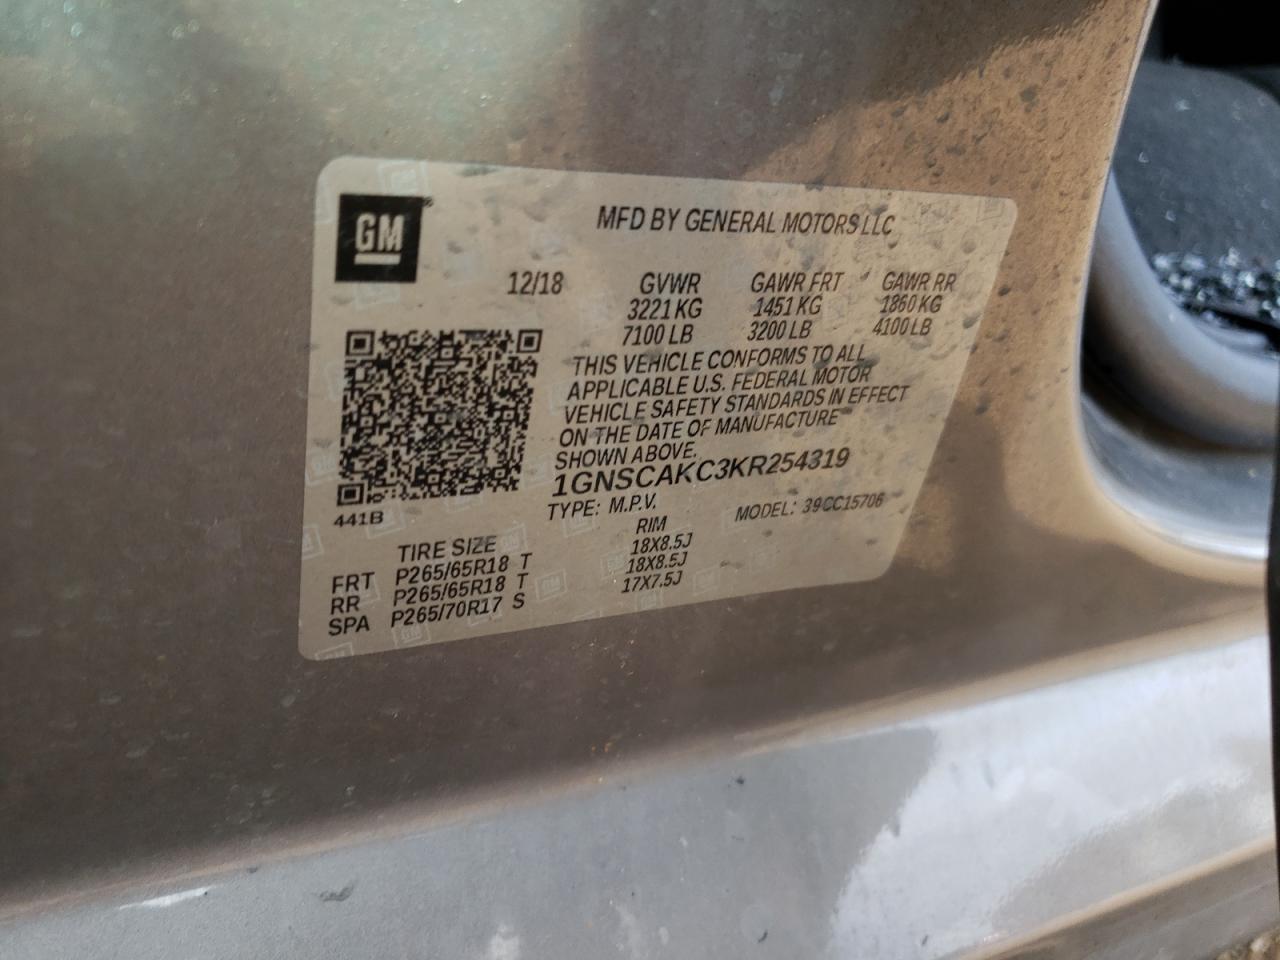 GM
MFD BY GENERAL MOTORS LLC
12/18 GVWR GAWR FRT GAWR RR
3221 KG 1451 KG 1860 KG
7100 LB 3200 LB 4100 LB
THIS VEHICLE CONFORMS TO ALL
APPLICABLE U.S. FEDERAL MOTOR
VEHICLE SAFETY STANDARDS IN EFFECT
ON THE DATE OF MANUFACTURE
SHOWN ABOVE.
1GNSCAKC3KR254319
TYPE: M.P.V. MODEL: 39CC15706
441B
TIRE SIZE RIM
FRT P265/65R18 T 18X8.5J
RR P265/65R18 T 18X8.5J
SPA P265/70R17 S 17X7.5J